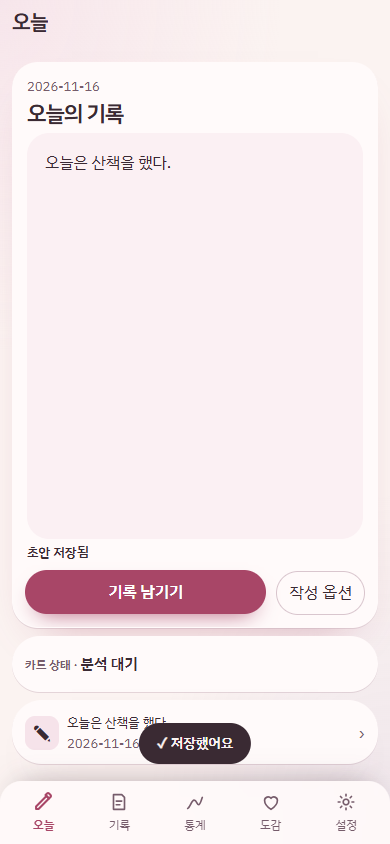 오늘
2026-11-16
오늘의 기록
오늘은 산책을 했다.
초안 저장됨
기록 남기기
작성 옵션
카드 상태 · 분석 대기
오늘은 산책을 했다.
2026-11-16
✓ 저장했어요
오늘
기록
통계
도감
설정